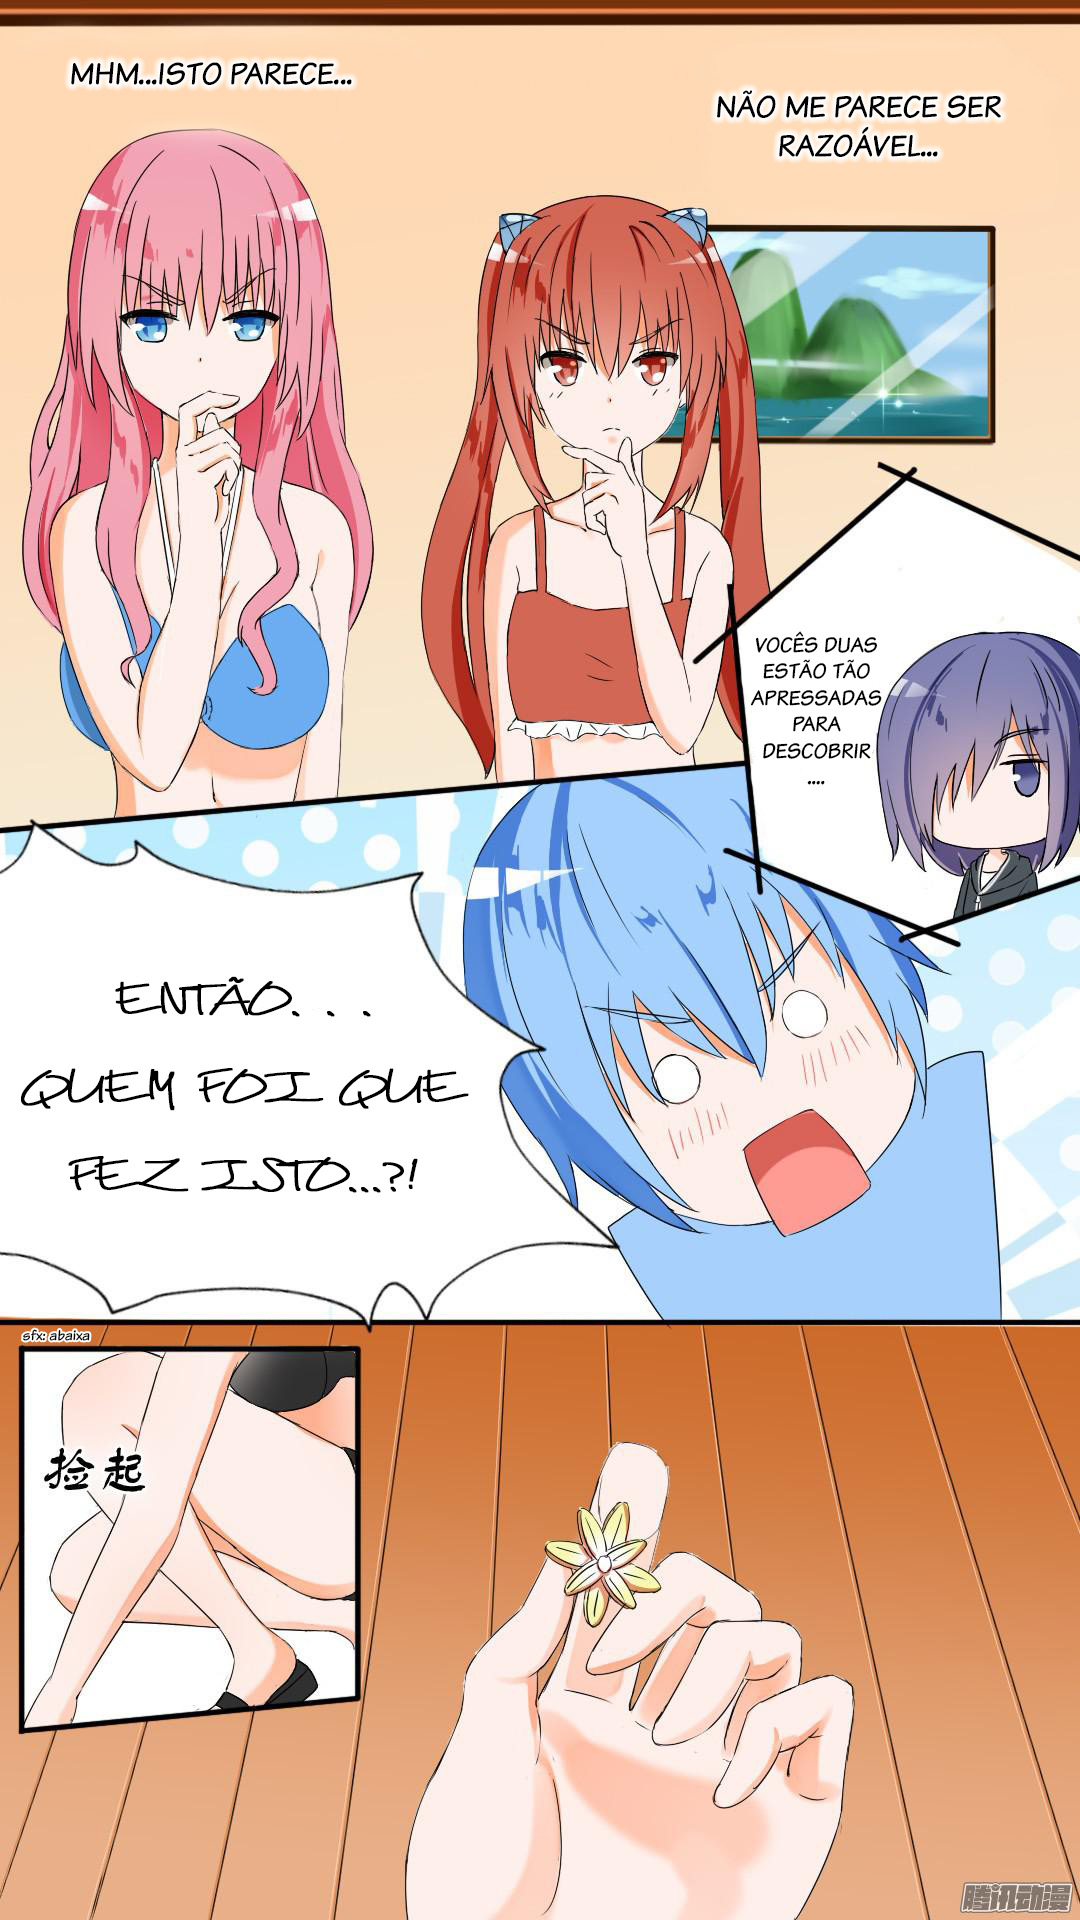 MHM...ISTO PARECE...
NÃO ME PARECE SER
RAZOÁVEL...
VOCÊS DUAS
ESTÃO TÃO
APRESSADAS
PARA
DESCOBRIR
....
ENTÃO. . .
QUEM FOI QUE
FEZ ISTO...?!
sfx: abaixa
捡起
腾讯动漫